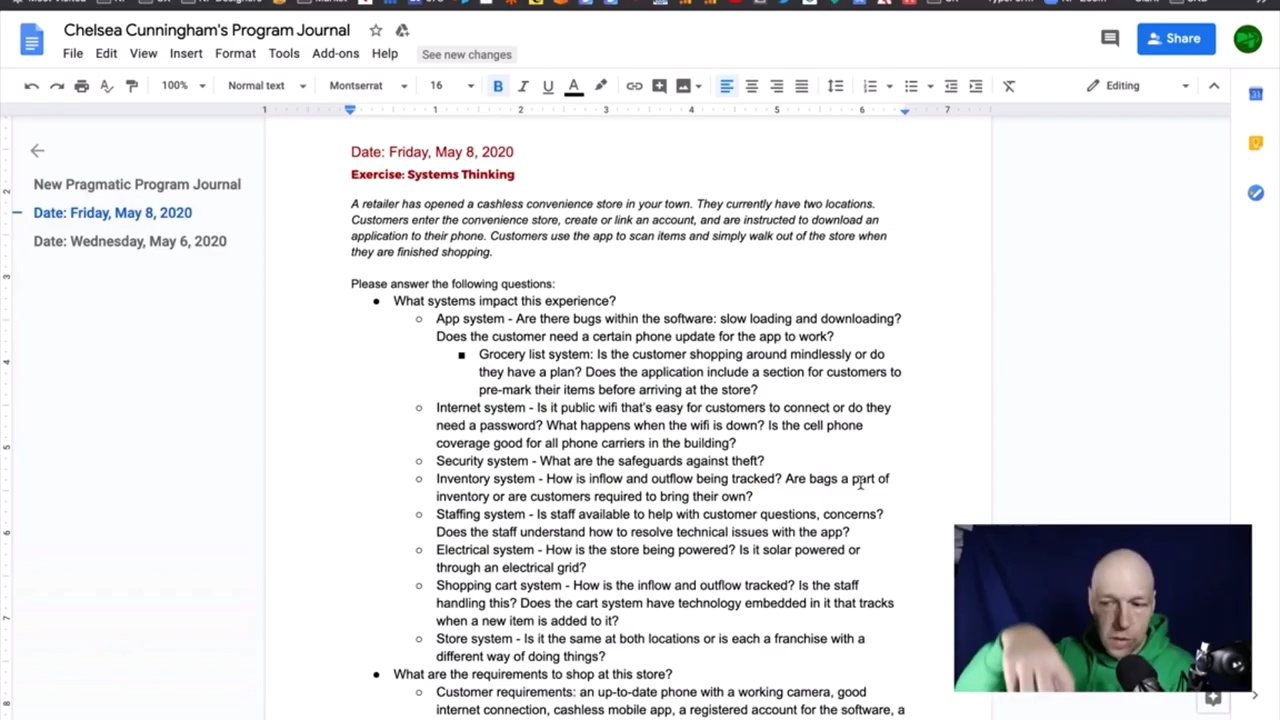 Chelsea Cunningham's Program Journal
Share
File Edit View Insert Format Tools Add-ons Help See new changes
100% Normal text Montserrat 16 B I U A Editing
1 1 2 3 4 5 6 7
Date: Friday, May 8, 2020
Exercise: Systems Thinking
New Pragmatic Program Journal
Date: Friday, May 8, 2020
Date: Wednesday, May 6, 2020
A retailer has opened a cashless convenience store in your town. They currently have two locations.
Customers enter the convenience store, create or link an account, and are instructed to download an
application to their phone. Customers use the app to scan items and simply walk out of the store when
they are finished shopping.
Please answer the following questions:
● What systems impact this experience?
○ App system - Are there bugs within the software: slow loading and downloading?
Does the customer need a certain phone update for the app to work?
■ Grocery list system: Is the customer shopping around mindlessly or do
they have a plan? Does the application include a section for customers to
pre-mark their items before arriving at the store?
○ Internet system - Is it public wifi that's easy for customers to connect or do they
need a password? What happens when the wifi is down? Is the cell phone
coverage good for all phone carriers in the building?
○ Security system - What are the safeguards against theft?
○ Inventory system - How is inflow and outflow being tracked? Are bags a part of
inventory or are customers required to bring their own?
○ Staffing system - Is staff available to help with customer questions, concerns?
Does the staff understand how to resolve technical issues with the app?
○ Electrical system - How is the store being powered? Is it solar powered or
through an electrical grid?
○ Shopping cart system - How is the inflow and outflow tracked? Is the staff
handling this? Does the cart system have technology embedded in it that tracks
when a new item is added to it?
○ Store system - Is it the same at both locations or is each a franchise with a
different way of doing things?
● What are the requirements to shop at this store?
○ Customer requirements: an up-to-date phone with a working camera, good
internet connection, cashless mobile app, a registered account for the software, a